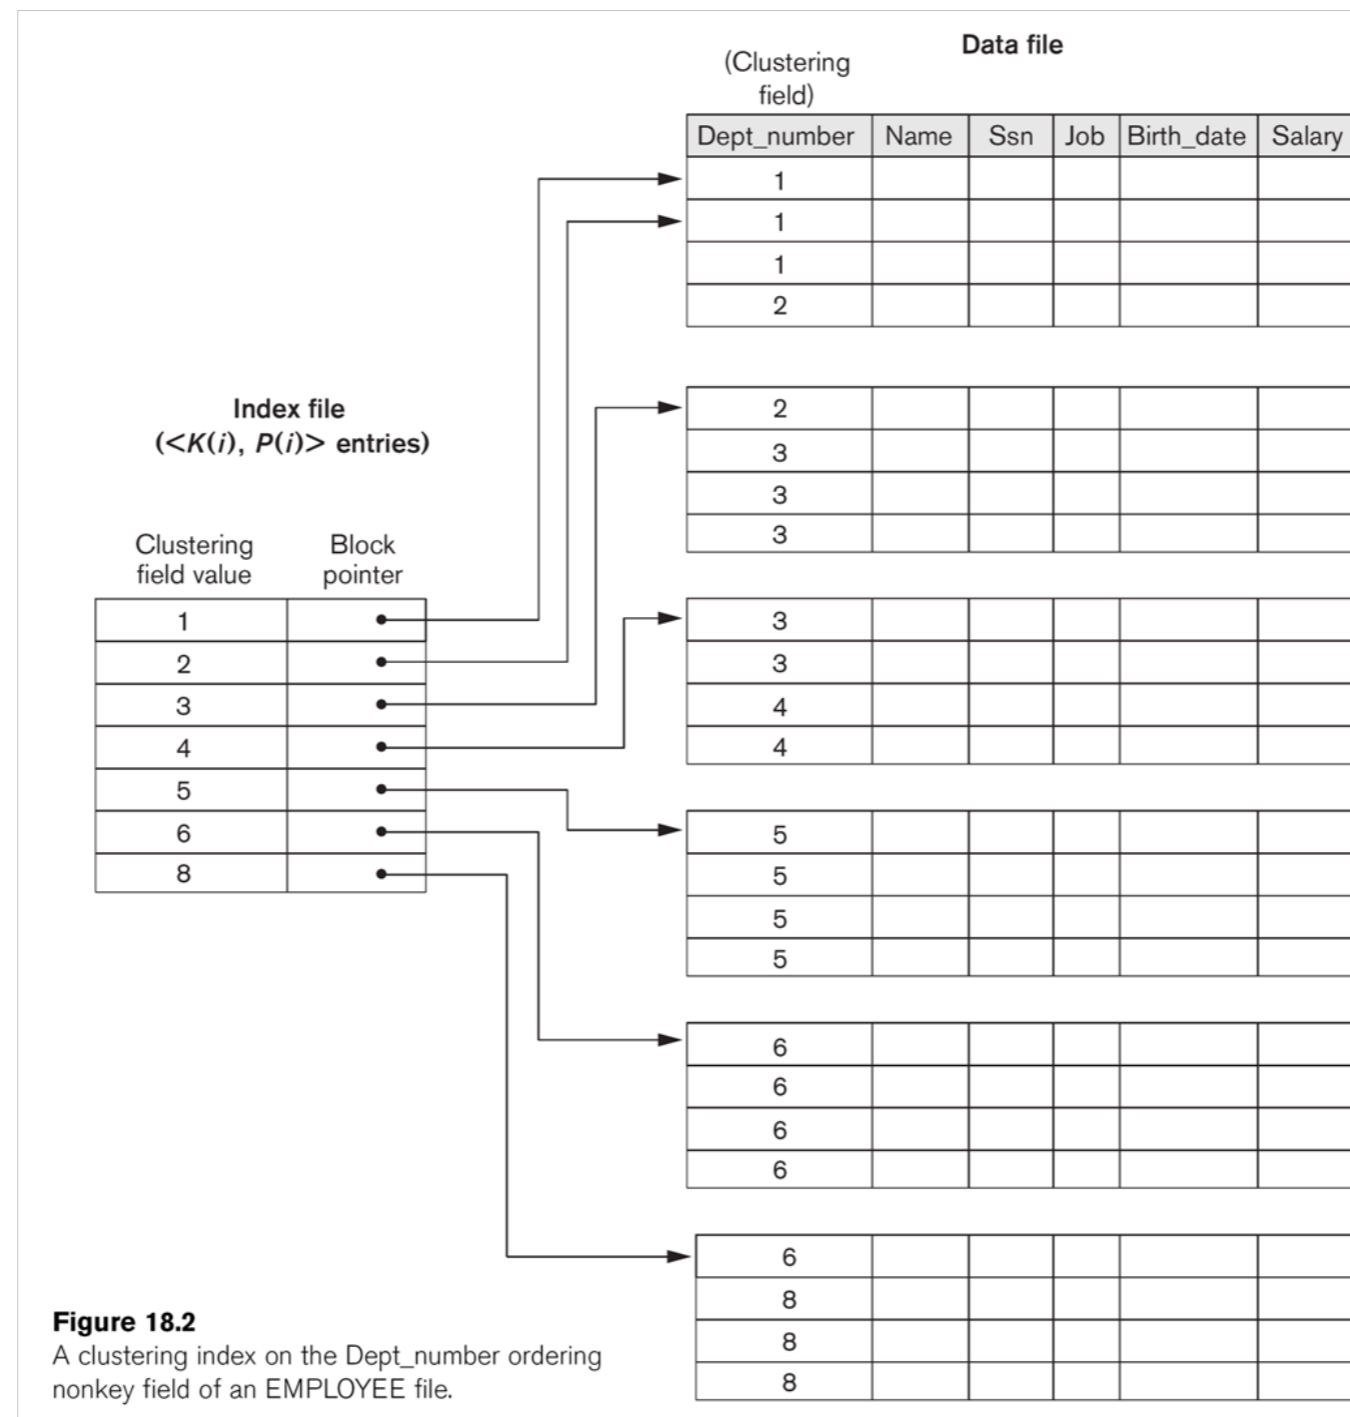 Data file
(Clustering
field)
Dept_number Name Ssn Job Birth_date Salary
1
1
1
2
2
3
3
3
3
3
4
4
5
5
5
5
6
6
6
6
6
8
8
8
Index file
(<K(i), P(i)> entries)
Clustering
field value
Block
pointer
1
2
3
4
5
6
8
Figure 18.2
A clustering index on the Dept_number ordering
nonkey field of an EMPLOYEE file.